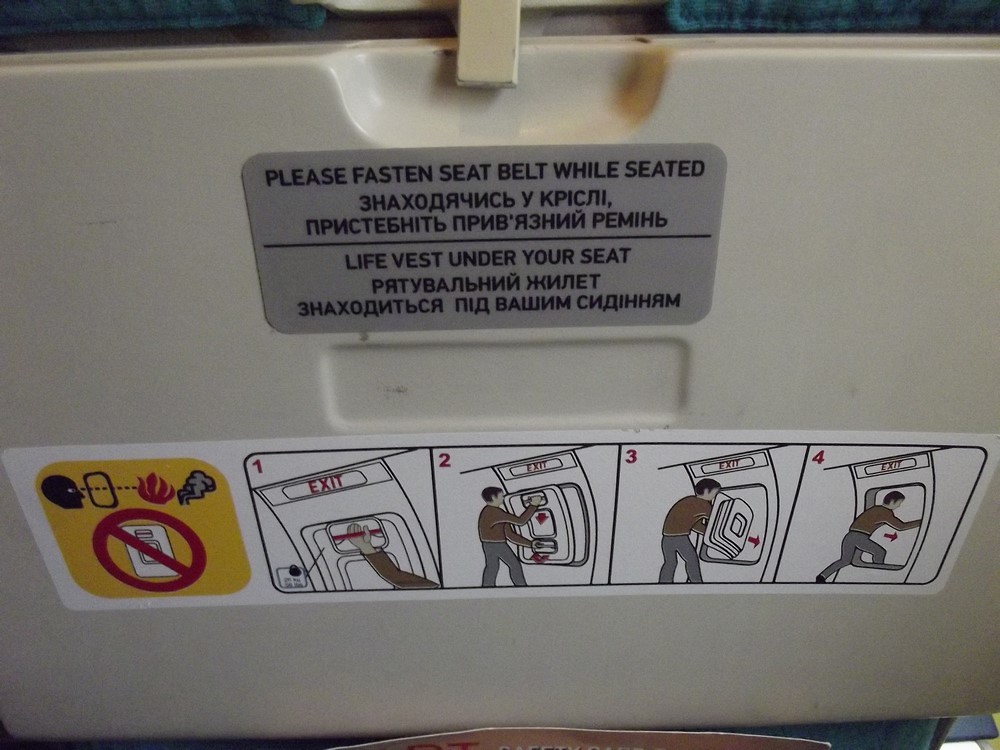 PLEASE FASTEN SEAT BELT WHILE SEATED
ЗНАХОДЯЧИСЬ У КРІСЛІ,
ПРИСТЕБНІТЬ ПРИВ'ЯЗНИЙ РЕМІНЬ
LIFE VEST UNDER YOUR SEAT
РЯТУВАЛЬНИЙ ЖИЛЕТ
ЗНАХОДИТЬСЯ ПІД ВАШИМ СИДІННЯМ
1
EXIT
2
EXIT
3
EXIT
4
EXIT